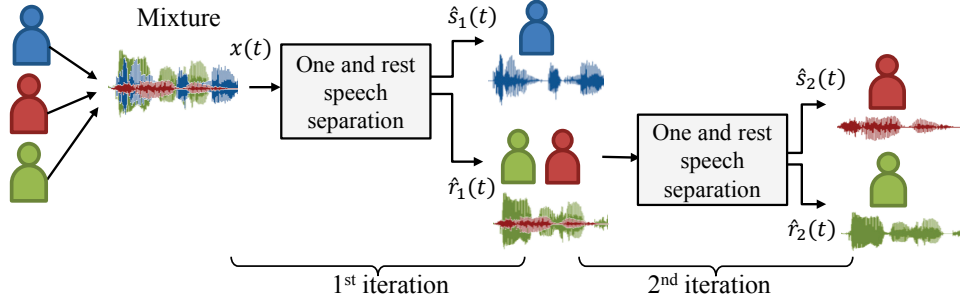 Mixture
x(t)
One and rest
speech
separation
ŝ₁(t)
r̂₁(t)
One and rest
speech
separation
ŝ₂(t)
r̂₂(t)
1st iteration
2nd iteration